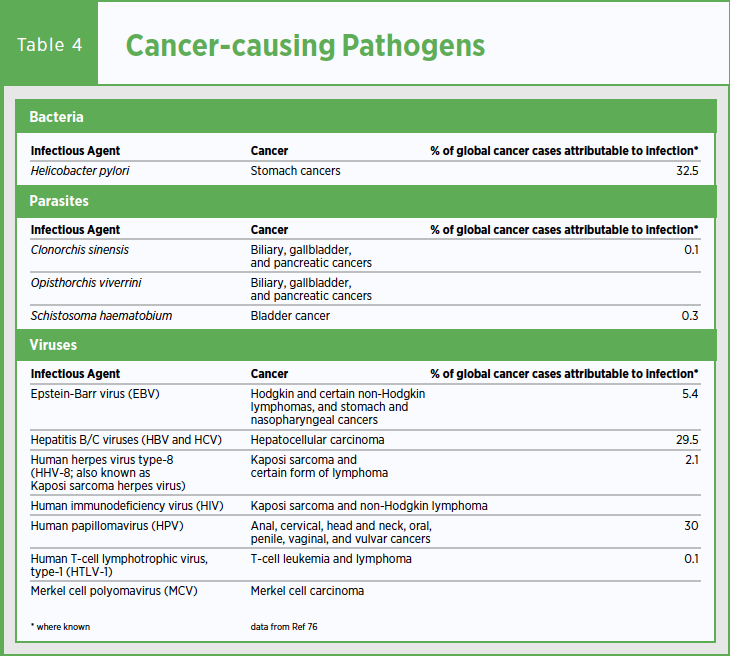 Table 4
Cancer-causing Pathogens
Bacteria
Infectious Agent Cancer % of global cancer cases attributable to infection*
Helicobacter pylori Stomach cancers 32.5
Parasites
Infectious Agent Cancer % of global cancer cases attributable to infection*
Clonorchis sinensis Biliary, gallbladder, 0.1
and pancreatic cancers
Opisthorchis viverrini Biliary, gallbladder,
and pancreatic cancers
Schistosoma haematobium Bladder cancer 0.3
Viruses
Infectious Agent Cancer % of global cancer cases attributable to infection*
Epstein-Barr virus (EBV) Hodgkin and certain non-Hodgkin 5.4
lymphomas, and stomach and
nasopharyngeal cancers
Hepatitis B/C viruses (HBV and HCV) Hepatocellular carcinoma 29.5
Human herpes virus type-8 Kaposi sarcoma and 2.1
(HHV-8; also known as certain form of lymphoma
Kaposi sarcoma herpes virus)
Human immunodeficiency virus (HIV) Kaposi sarcoma and non-Hodgkin lymphoma
Human papillomavirus (HPV) Anal, cervical, head and neck, oral, 30
penile, vaginal, and vulvar cancers
Human T-cell lymphotrophic virus, T-cell leukemia and lymphoma 0.1
type-1 (HTLV-1)
Merkel cell polyomavirus (MCV) Merkel cell carcinoma
* where known data from Ref 76